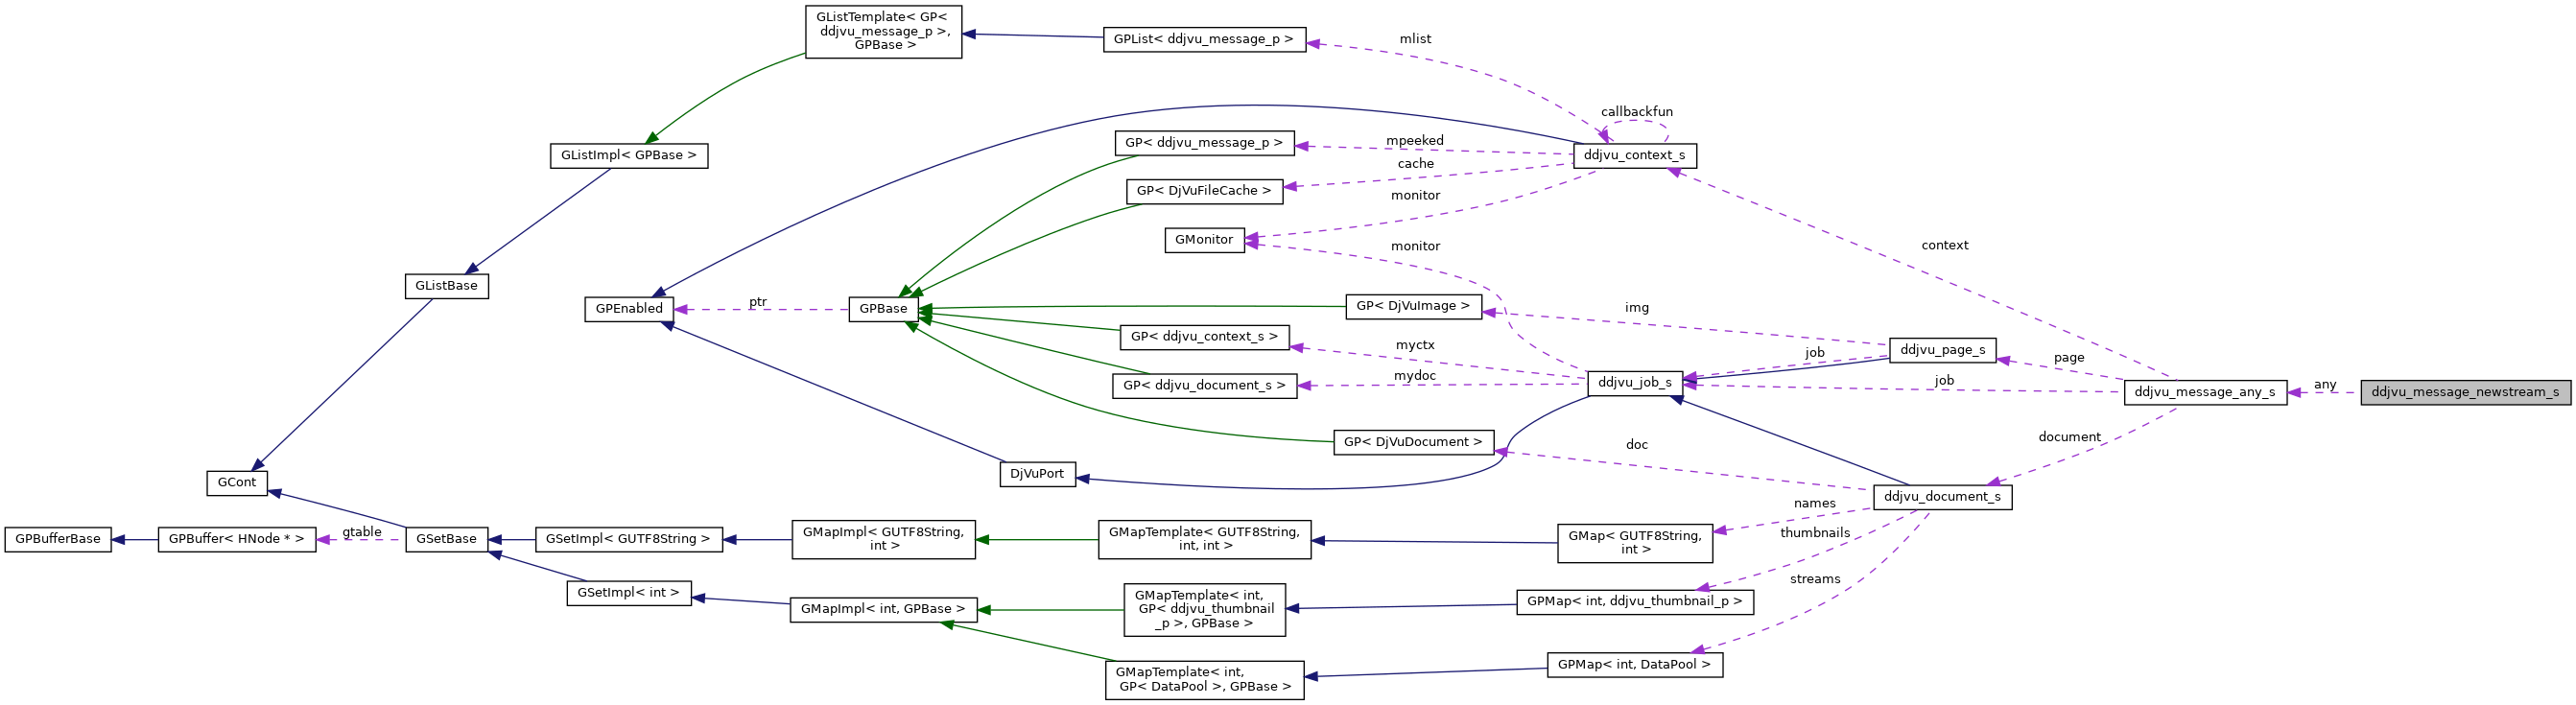 GListTemplate< GP<
ddjvu_message_p >,
GPBase >
GPList< ddjvu_message_p >
mlist
callbackfun
GListImpl< GPBase >
GP< ddjvu_message_p >
mpeeked
ddjvu_context_s
cache
GP< DjVuFileCache >
monitor
GMonitor
monitor
context
GListBase
GPEnabled
ptr
GPBase
GP< DjVuImage >
img
GP< ddjvu_context_s >
myctx
ddjvu_page_s
job
page
GP< ddjvu_document_s >
mydoc
ddjvu_job_s
job
ddjvu_message_any_s
any
ddjvu_message_newstream_s
GP< DjVuDocument >
doc
document
DjVuPort
GCont
ddjvu_document_s
names
GPBufferBase
GPBuffer< HNode * >
gtable
GSetBase
GSetImpl< GUTF8String >
GMapImpl< GUTF8String,
int >
GMapTemplate< GUTF8String,
int, int >
GMap< GUTF8String,
int >
thumbnails
streams
GSetImpl< int >
GMapImpl< int, GPBase >
GMapTemplate< int,
GP< ddjvu_thumbnail
_p >, GPBase >
GPMap< int, ddjvu_thumbnail_p >
GMapTemplate< int,
GP< DataPool >, GPBase >
GPMap< int, DataPool >